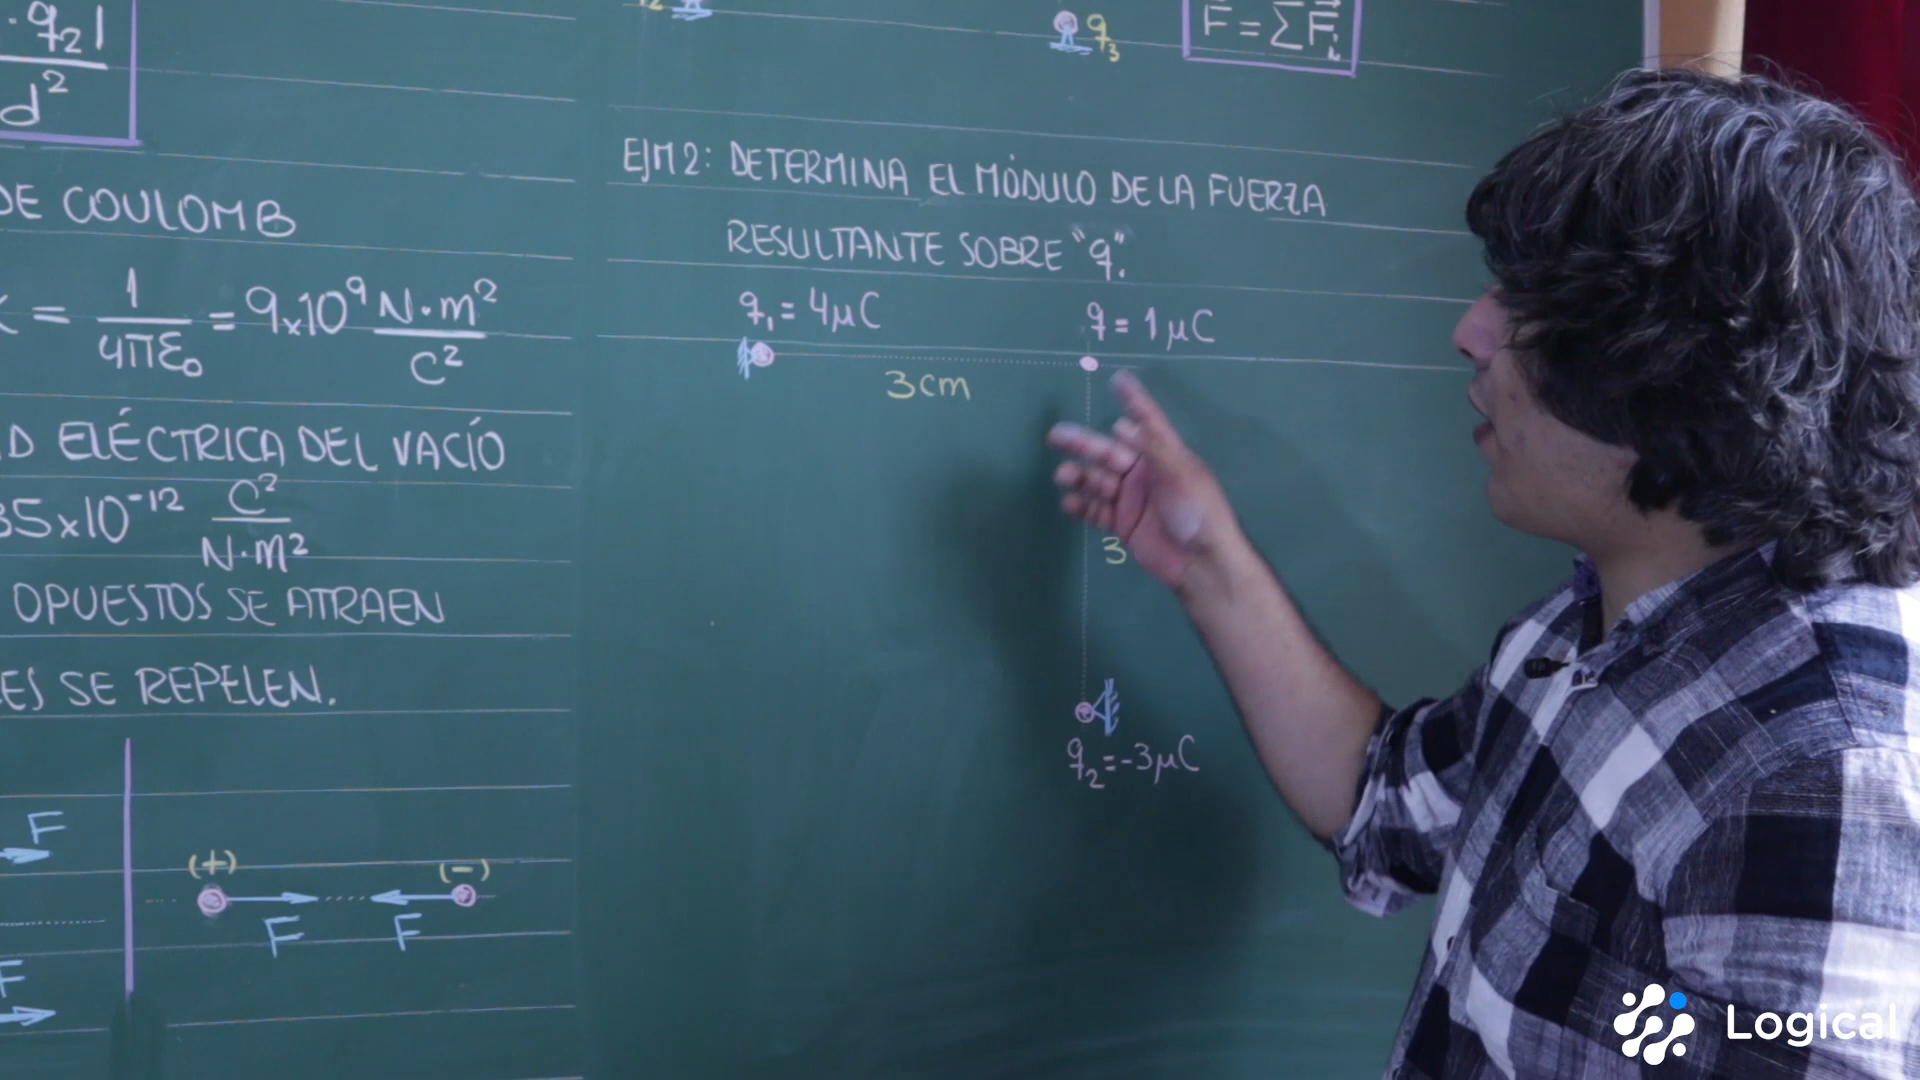 · q2|
d²
q3
F = ΣFi
DE COULOMB
= 1 / 4πε0 = 9x10⁹ N·m² / C²
D ELÉCTRICA DEL VACÍO
35x10⁻¹² C² / N·m²
OPUESTOS SE ATRAEN
ES SE REPELEN.
F
(+) (-)
F F
F
EJM 2: DETERMINA EL MÓDULO DE LA FUERZA
RESULTANTE SOBRE "q".
q1 = 4μC q = 1μC
3cm
3
q2 = -3μC
Logical